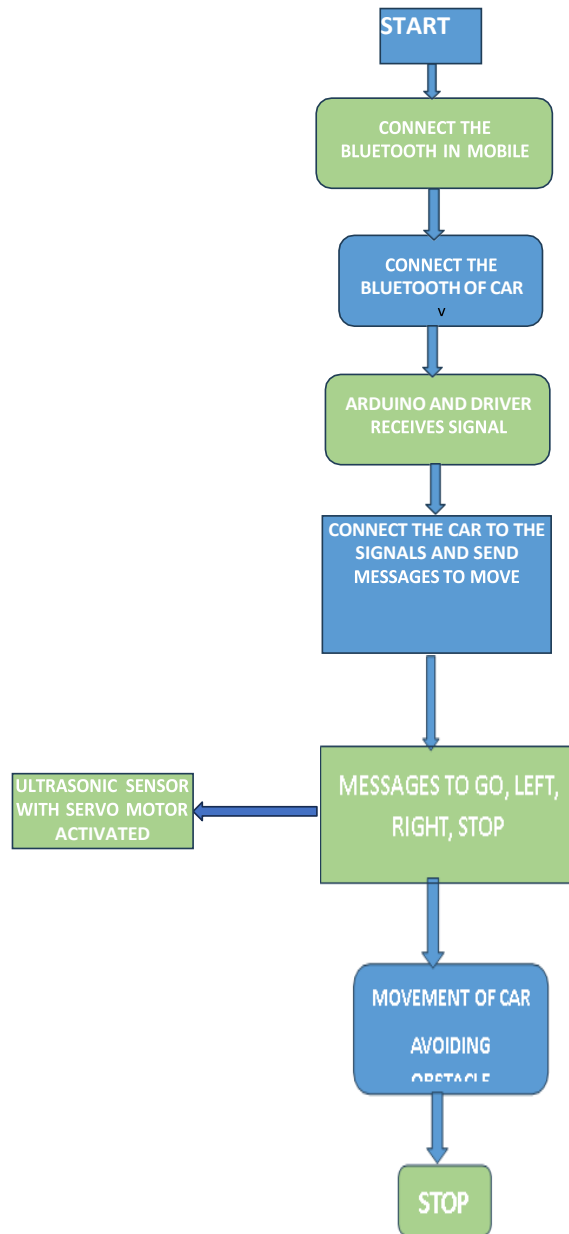 START
CONNECT THE
BLUETOOTH IN MOBILE
CONNECT THE
BLUETOOTH OF CAR
v
ARDUINO AND DRIVER
RECEIVES SIGNAL
CONNECT THE CAR TO THE
SIGNALS AND SEND
MESSAGES TO MOVE
MESSAGES TO GO, LEFT,
RIGHT, STOP
ULTRASONIC SENSOR
WITH SERVO MOTOR
ACTIVATED
MOVEMENT OF CAR
AVOIDING
OBSTACLE
STOP